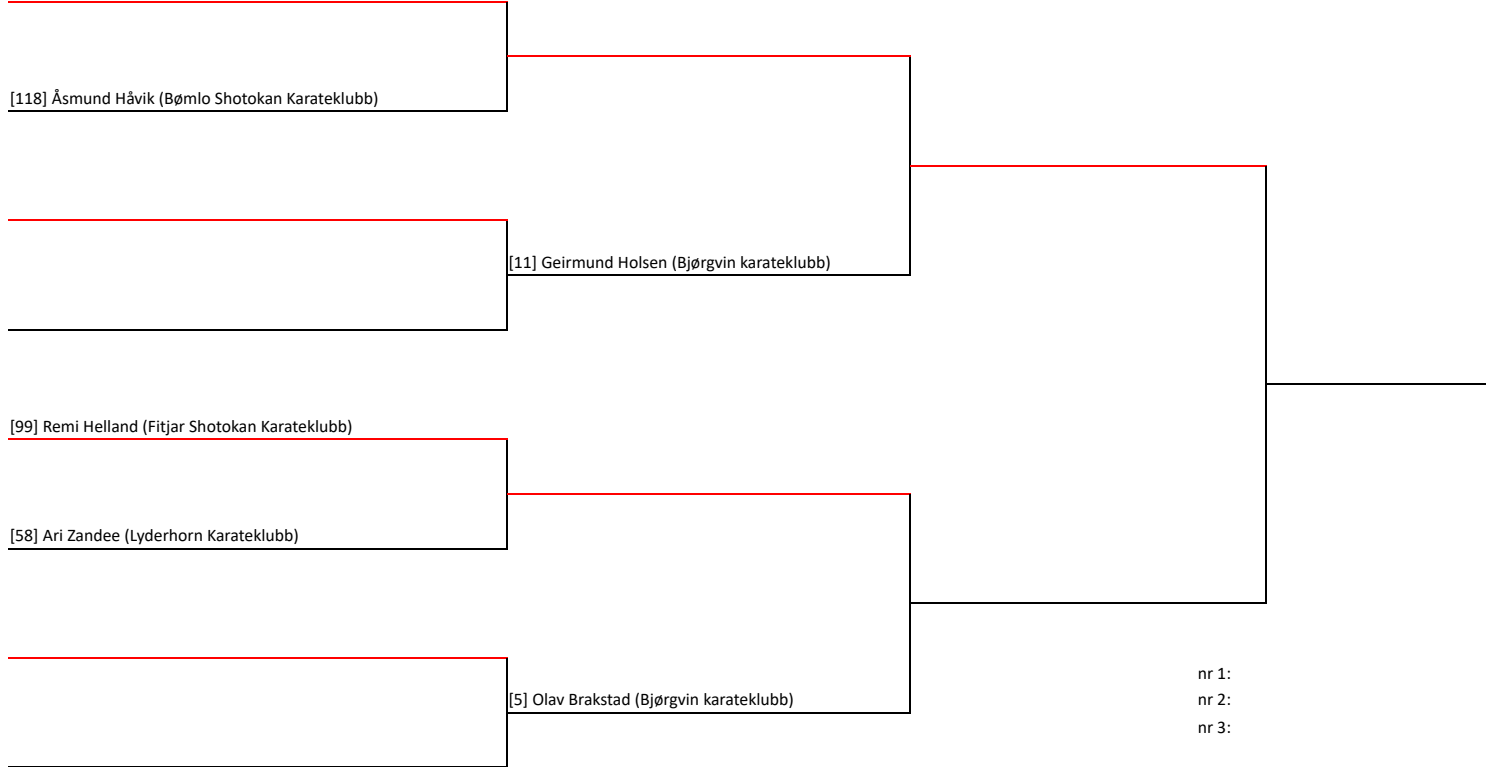 [118] Åsmund Håvik (Bømlo Shotokan Karateklubb)
[11] Geirmund Holsen (Bjørgvin karateklubb)
[99] Remi Helland (Fitjar Shotokan Karateklubb)
[58] Ari Zandee (Lyderhorn Karateklubb)
nr 1:
[5] Olav Brakstad (Bjørgvin karateklubb)
nr 2:
nr 3: